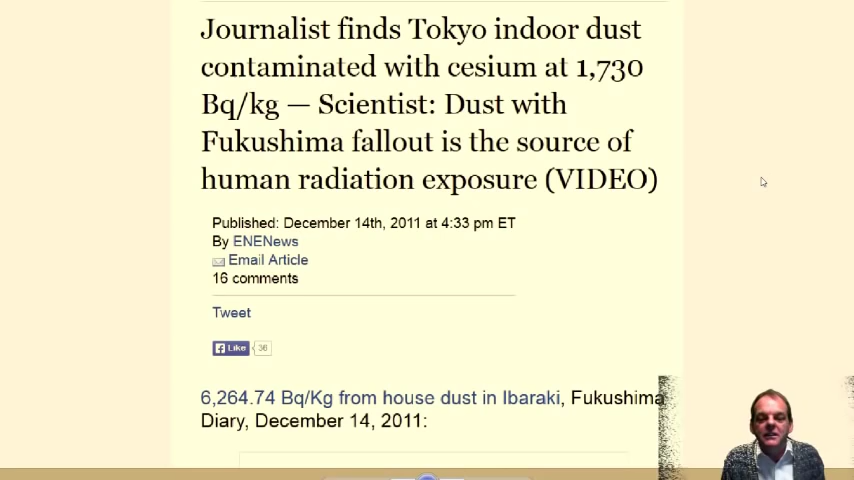 Journalist finds Tokyo indoor dust
contaminated with cesium at 1,730
Bq/kg — Scientist: Dust with
Fukushima fallout is the source of
human radiation exposure (VIDEO)
Published: December 14th, 2011 at 4:33 pm ET
By ENENews
Email Article
16 comments
Tweet
Like 36
6,264.74 Bq/Kg from house dust in Ibaraki, Fukushima
Diary, December 14, 2011: